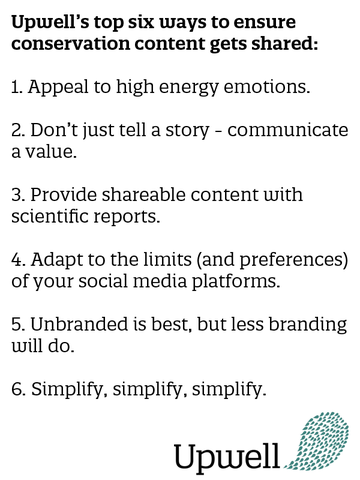 Upwell's top six ways to ensure
conservation content gets shared:
1. Appeal to high energy emotions.
2. Don't just tell a story - communicate
a value.
3. Provide shareable content with
scientific reports.
4. Adapt to the limits (and preferences)
of your social media platforms.
5. Unbranded is best, but less branding
will do.
6. Simplify, simplify, simplify.
Upwell